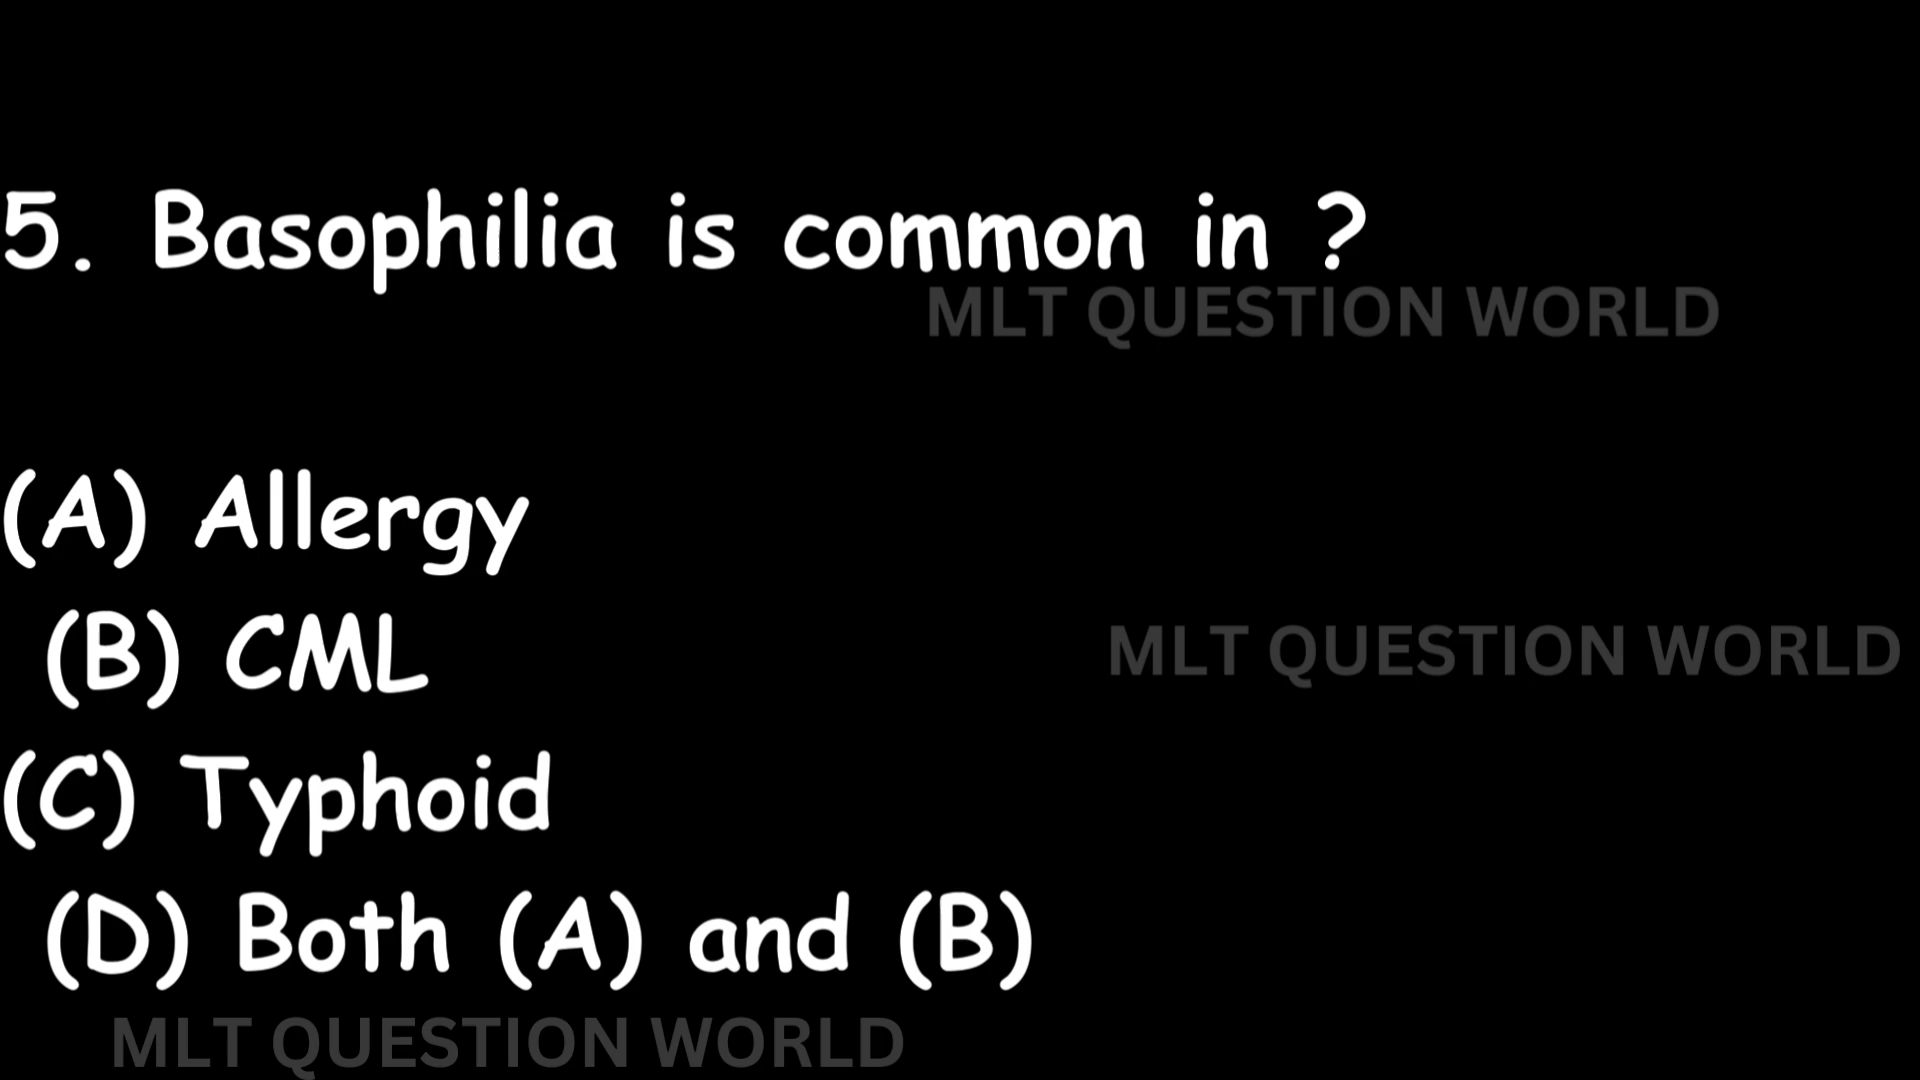 5. Basophilia is common in ?
MLT QUESTION WORLD
(A) Allergy
(B) CML
MLT QUESTION WORLD
(C) Typhoid
(D) Both (A) and (B)
MLT QUESTION WORLD